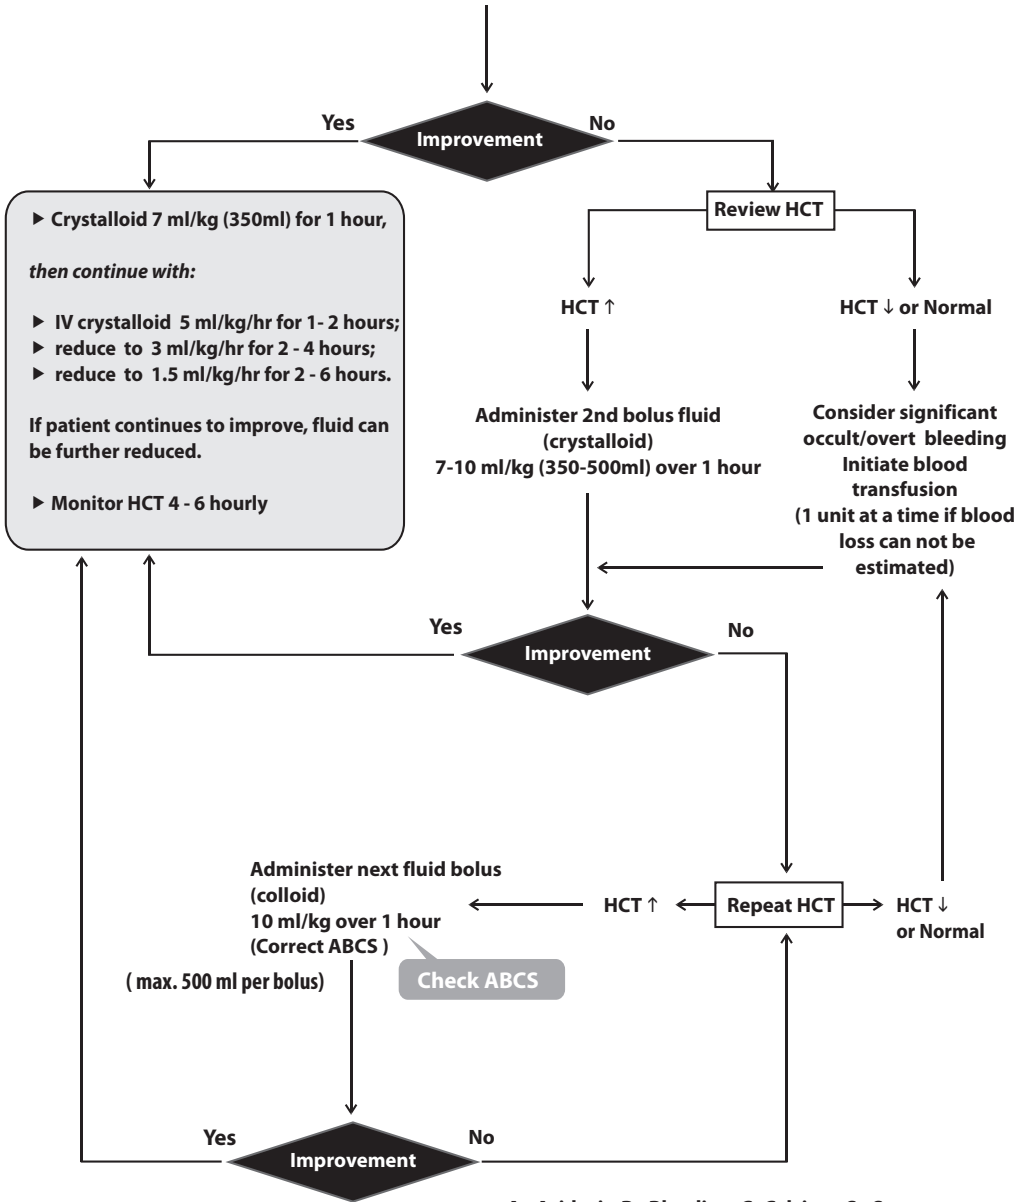 Yes
Improvement
No
▶ Crystalloid 7 ml/kg (350ml) for 1 hour,
then continue with:
▶ IV crystalloid 5 ml/kg/hr for 1- 2 hours;
▶ reduce to 3 ml/kg/hr for 2 - 4 hours;
▶ reduce to 1.5 ml/kg/hr for 2 - 6 hours.
If patient continues to improve, fluid can
be further reduced.
▶ Monitor HCT 4 - 6 hourly
Review HCT
HCT ↑
HCT ↓ or Normal
Administer 2nd bolus fluid
(crystalloid)
7-10 ml/kg (350-500ml) over 1 hour
Consider significant
occult/overt bleeding
Initiate blood
transfusion
(1 unit at a time if blood
loss can not be
estimated)
Yes
Improvement
No
Administer next fluid bolus
(colloid)
10 ml/kg over 1 hour
(Correct ABCS )
( max. 500 ml per bolus)
Check ABCS
HCT ↑
Repeat HCT
HCT ↓
or Normal
Yes
Improvement
No